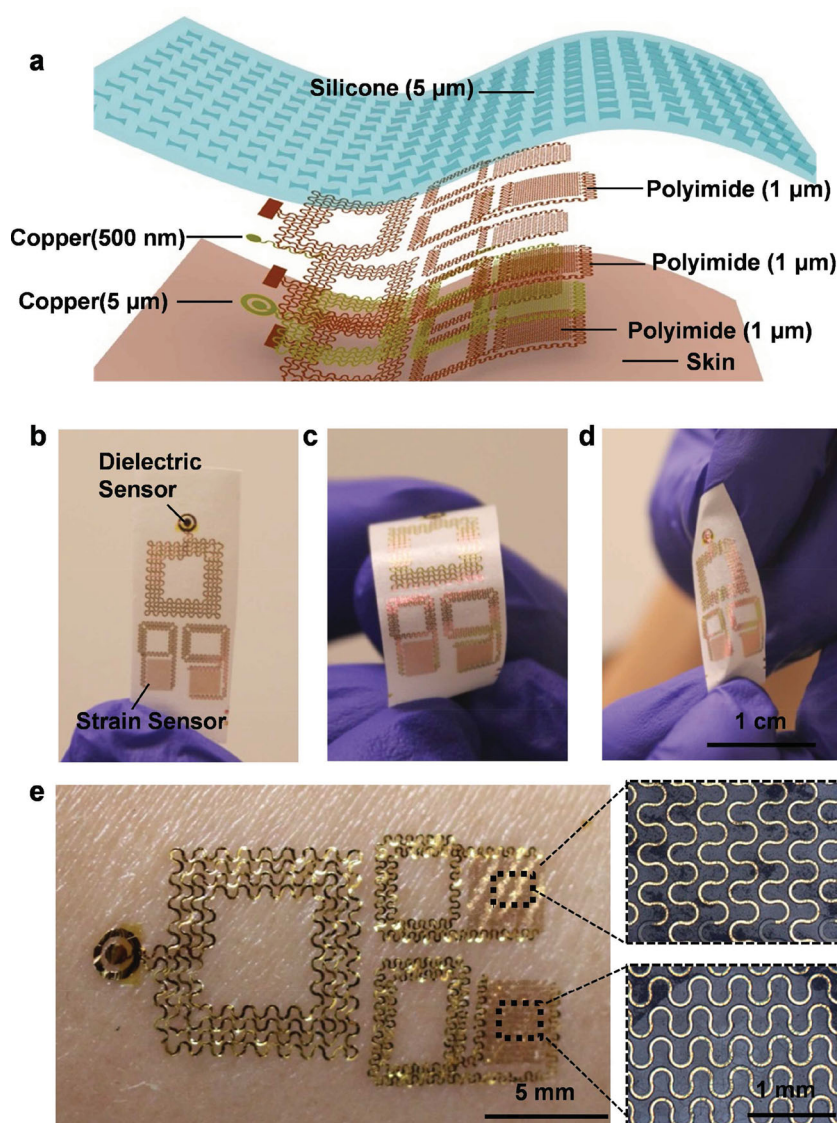 a
Silicone (5 µm)
Polyimide (1 µm)
Copper(500 nm)
Polyimide (1 µm)
Copper(5 µm)
Polyimide (1 µm)
Skin
b
Dielectric
Sensor
Strain Sensor
c
d
1 cm
e
5 mm
1 mm